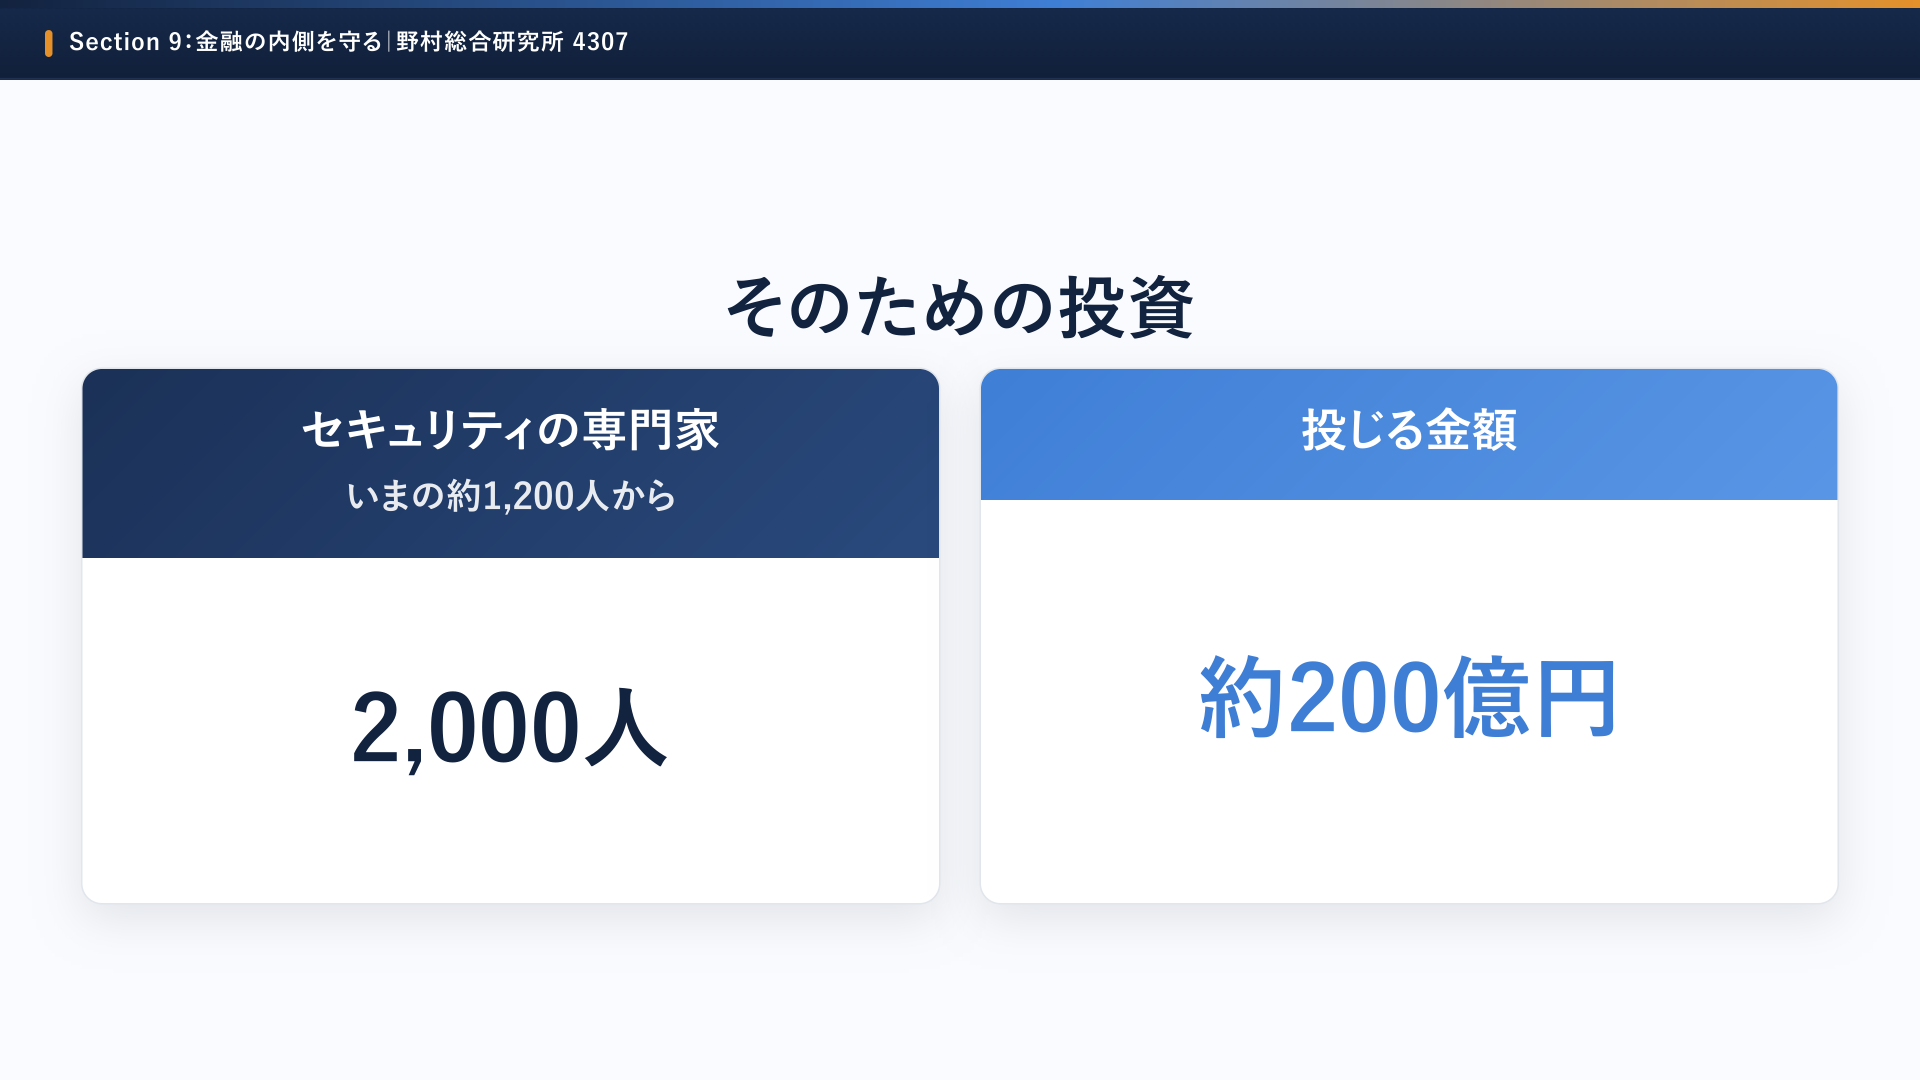 Section 9：金融の内側を守る｜野村総合研究所 4307
そのための投資
セキュリティの専門家
いまの約1,200人から
2,000人
投じる金額
約200億円